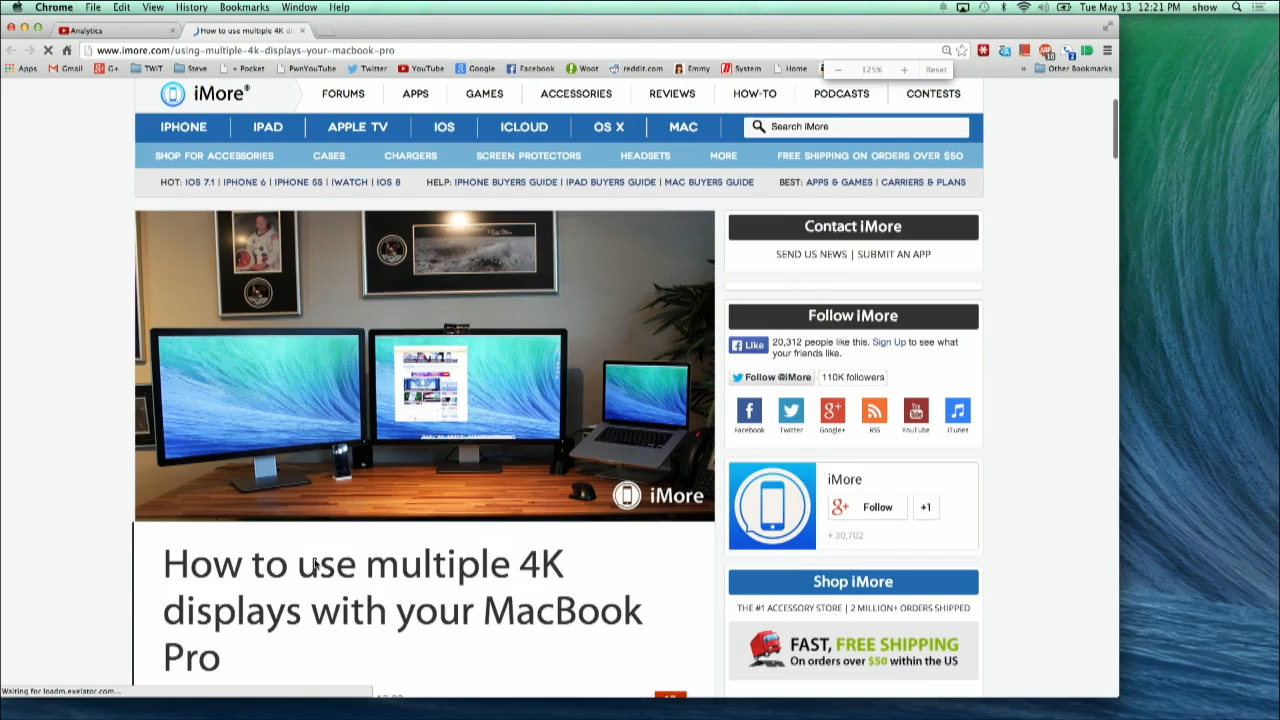 Chrome File Edit View History Bookmarks Window Help Tue May 13 12:21 PM show
Analytics How to use multiple 4K di
www.imore.com/using-multiple-4k-displays-your-macbook-pro
Apps Gmail G+ TWiT Steve + Pocket PwnYouTube Twitter YouTube Google Facebook Woot reddit.com Emmy System Home » Other Bookmarks
125% Reset
iMore® FORUMS APPS GAMES ACCESSORIES REVIEWS HOW-TO PODCASTS CONTESTS
IPHONE IPAD APPLE TV IOS ICLOUD OS X MAC Search iMore
SHOP FOR ACCESSORIES CASES CHARGERS SCREEN PROTECTORS HEADSETS MORE FREE SHIPPING ON ORDERS OVER $50
HOT: IOS 7.1 | IPHONE 6 | IPHONE 5S | IWATCH | IOS 8 HELP: IPHONE BUYERS GUIDE | IPAD BUYERS GUIDE | MAC BUYERS GUIDE BEST: APPS & GAMES | CARRIERS & PLANS
Contact iMore
SEND US NEWS | SUBMIT AN APP
Follow iMore
Like 20,312 people like this. Sign Up to see what
your friends like.
Follow @iMore 110K followers
Facebook Twitter Google+ RSS YouTube iTunes
iMore
iMore
g+ Follow +1
+ 30,702
How to use multiple 4K
displays with your MacBook
Pro
Shop iMore
THE #1 ACCESSORY STORE | 2 MILLION+ ORDERS SHIPPED
FAST, FREE SHIPPING
On orders over $50 within the US
Waiting for loadm.exelator.com...